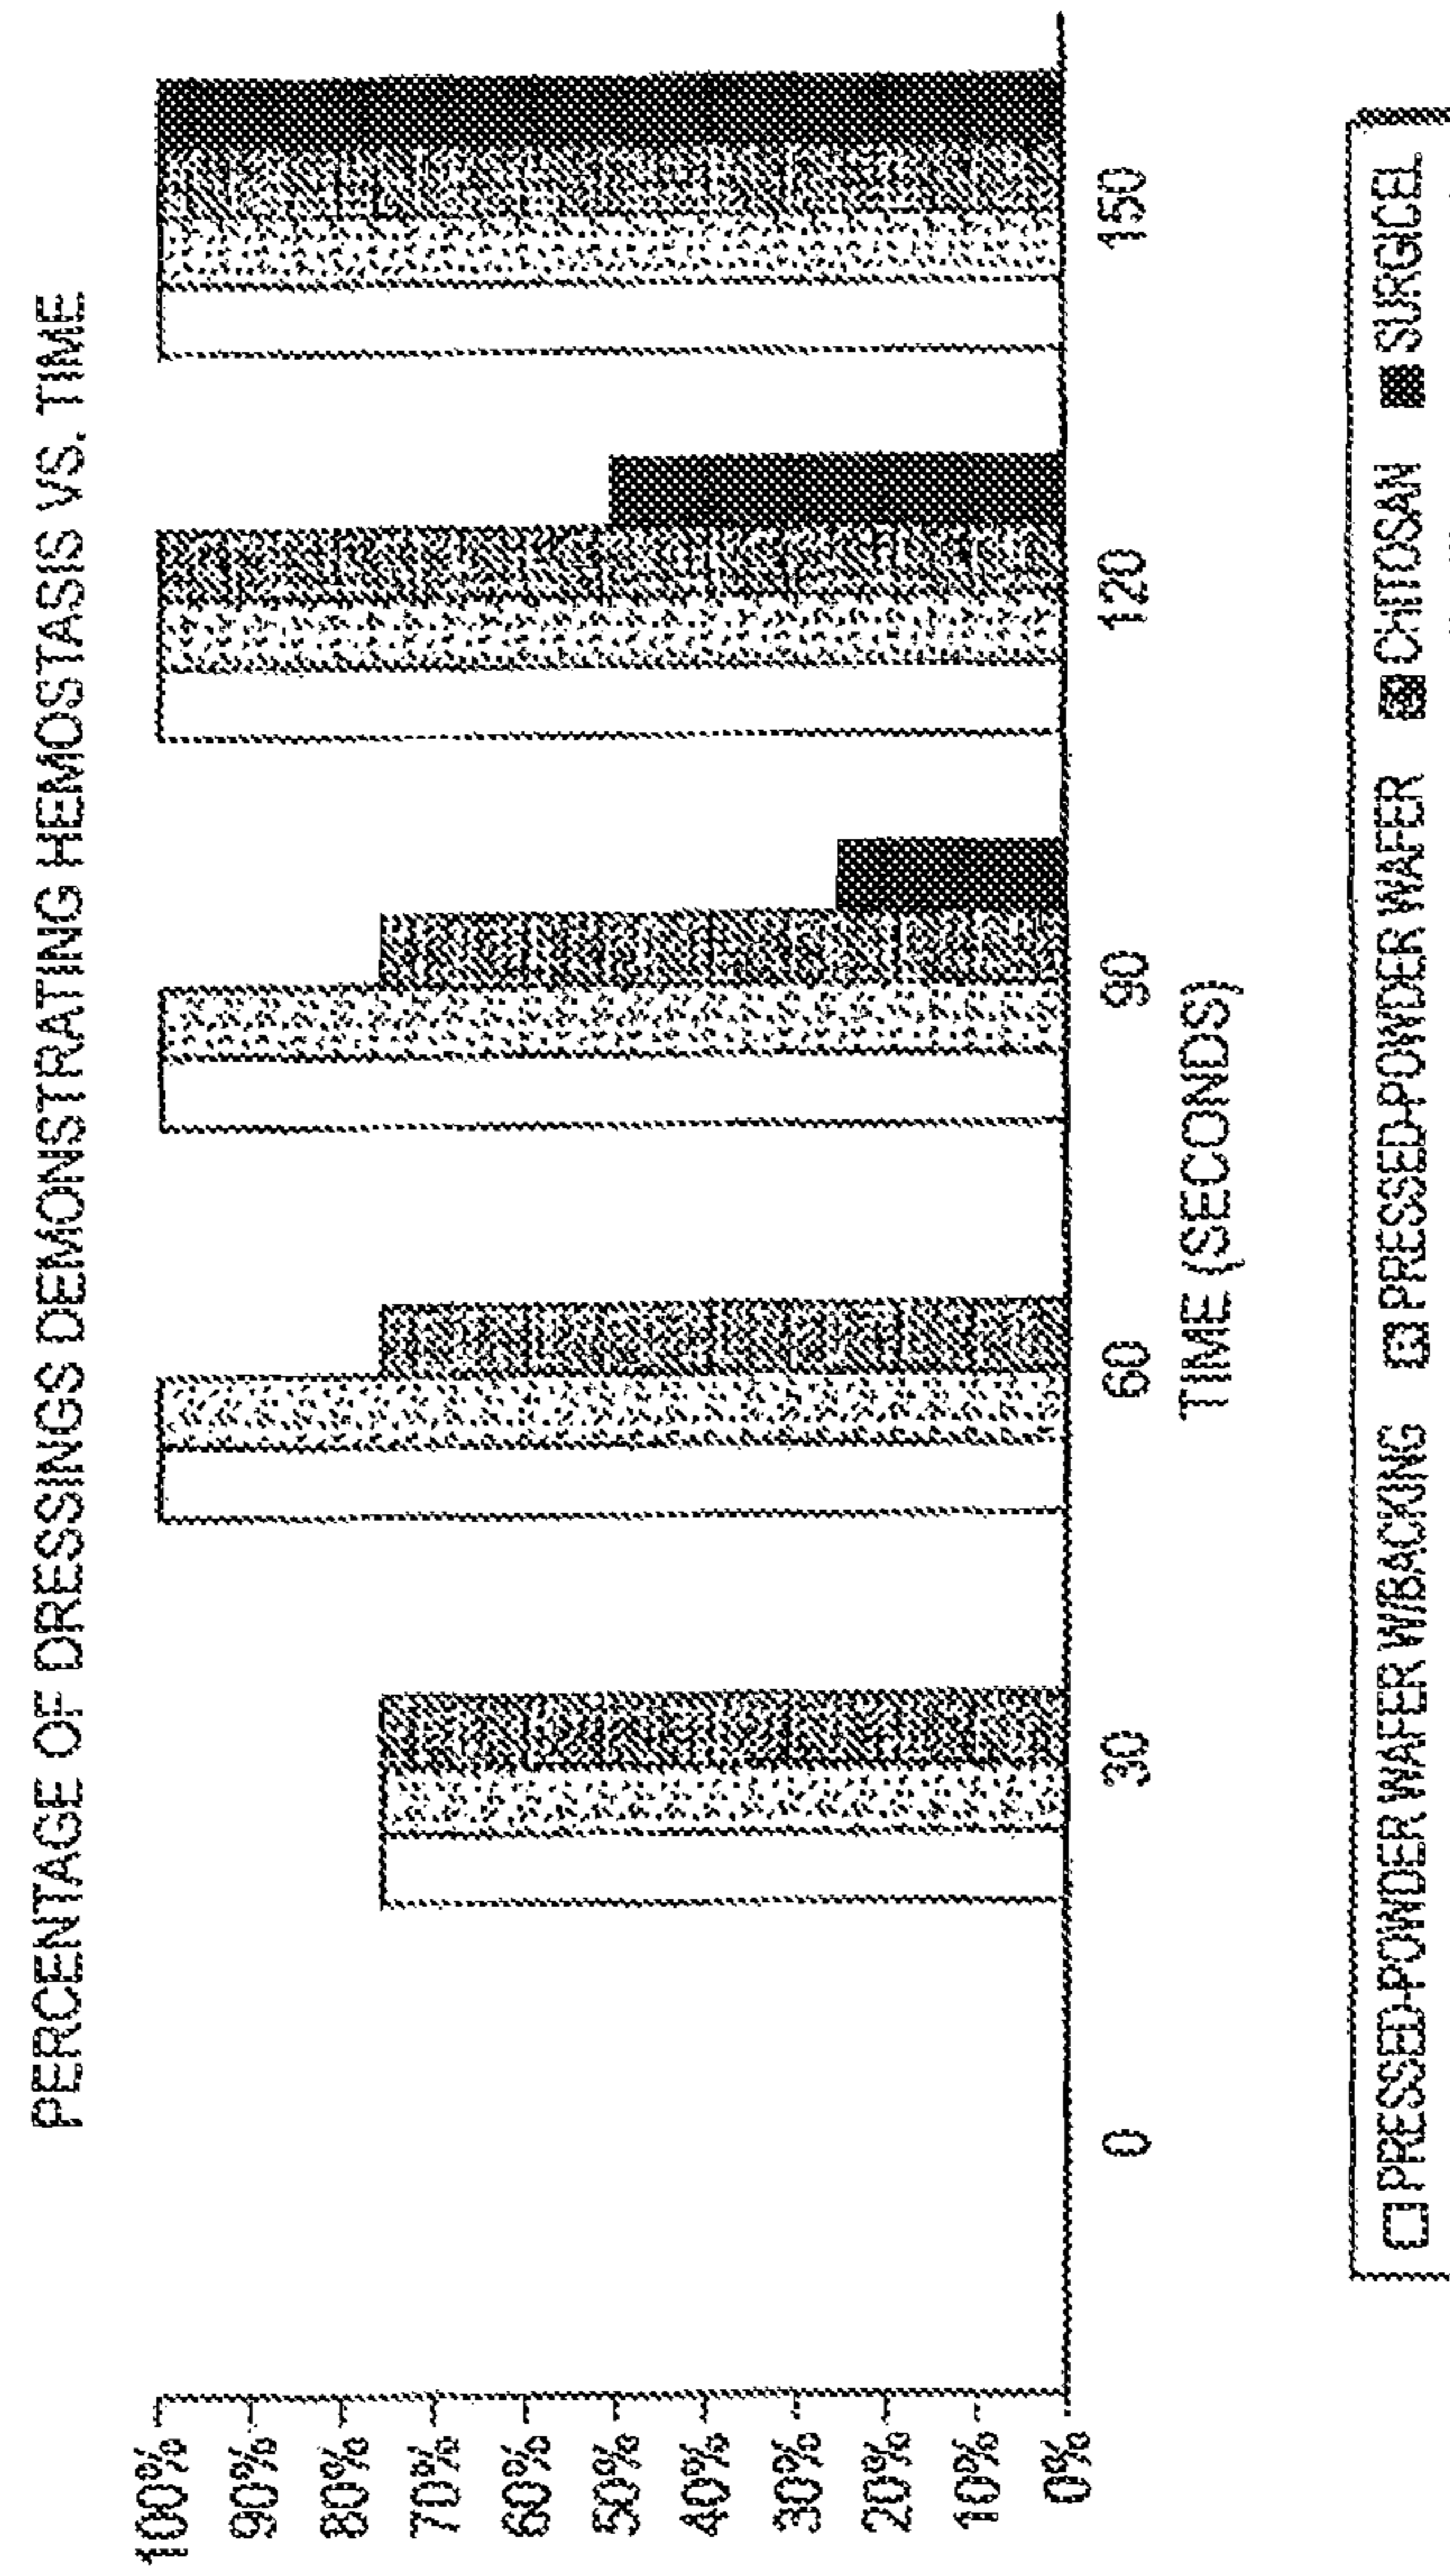 PERCENTAGE OF DRESSINGS DEMONSTRATING HEMOSTASIS VS. TIME
100%
90%
80%
70%
60%
50%
40%
30%
20%
10%
0%
0 30 60 90 120 150
TIME (SECONDS)
PRESSED-POWDER WAFER W/BACKING PRESSED-POWDER WAFER CHITOSAN SURGICEL